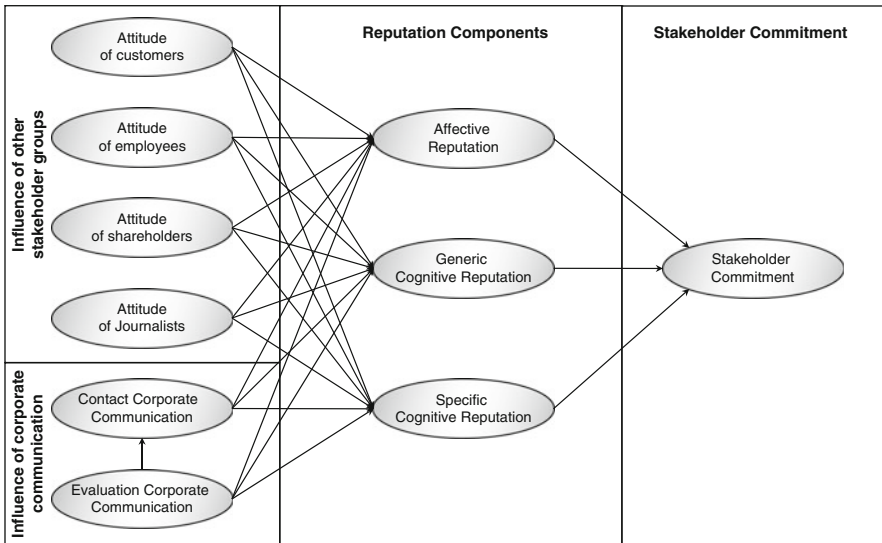 Influence of other
stakeholder groups
Attitude
of customers
Attitude
of employees
Attitude
of shareholders
Attitude
of Journalists
Influence of corporate
communication
Contact Corporate
Communication
Evaluation Corporate
Communication
Reputation Components
Affective
Reputation
Generic
Cognitive Reputation
Specific
Cognitive Reputation
Stakeholder Commitment
Stakeholder
Commitment